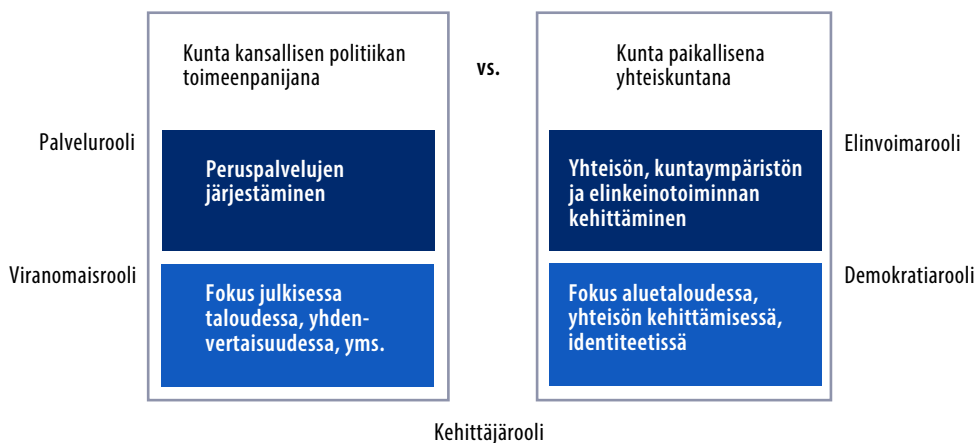 Kunta kansallisen politiikan
toimeenpanijana
vs.
Kunta paikallisena
yhteiskuntana
Palvelurooli
Peruspalvelujen
järjestäminen
Yhteisön, kuntaympäristön
ja elinkeinotoiminnan
kehittäminen
Elinvoimarooli
Viranomaisrooli
Fokus julkisessa
taloudessa, yhden-
vertaisuudessa, yms.
Fokus aluetaloudessa,
yhteisön kehittämisessä,
identiteetissä
Demokratiarooli
Kehittäjärooli